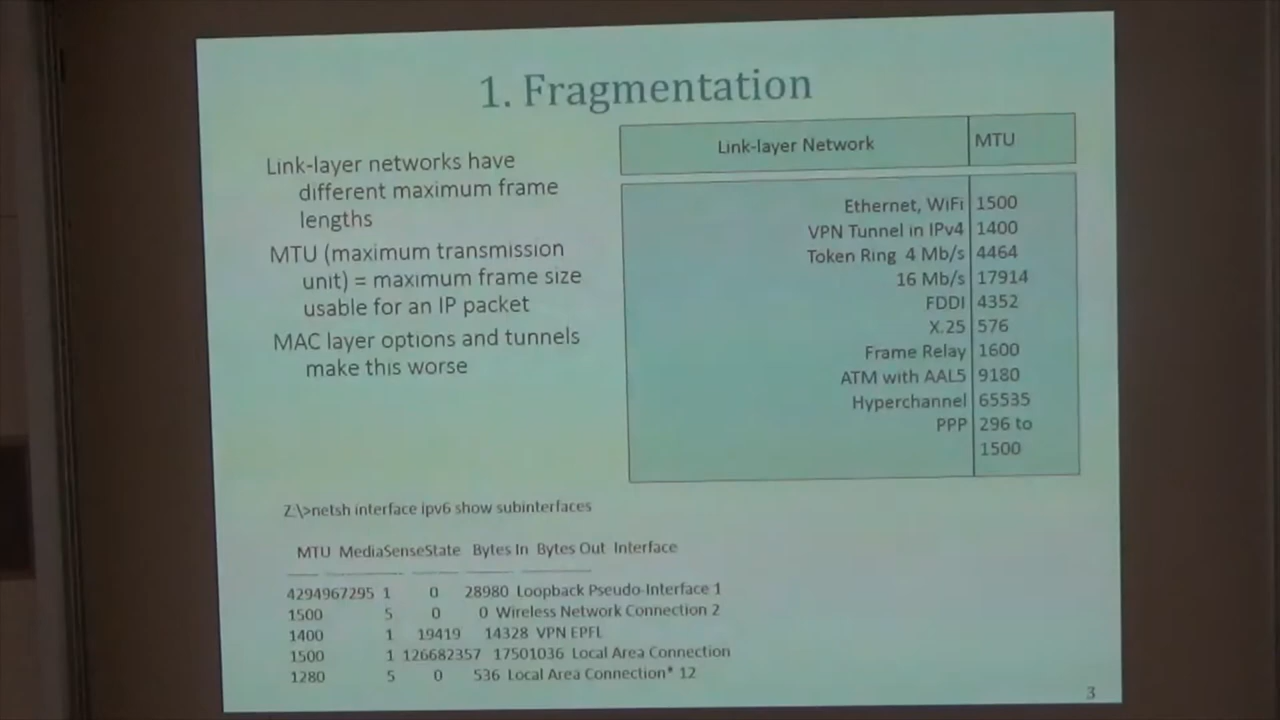 1. Fragmentation
Link-layer networks have
different maximum frame
lengths
MTU (maximum transmission
unit) = maximum frame size
usable for an IP packet
MAC layer options and tunnels
make this worse
Link-layer Network MTU
Ethernet, WiFi 1500
VPN Tunnel in IPv4 1400
Token Ring 4 Mb/s 4464
16 Mb/s 17914
FDDI 4352
X.25 576
Frame Relay 1600
ATM with AAL5 9180
Hyperchannel 65535
PPP 296 to
1500
Z:\>netsh interface ipv6 show subinterfaces
MTU MediaSenseState Bytes In Bytes Out Interface
4294967295 1 0 28980 Loopback Pseudo-Interface 1
1500 5 0 0 Wireless Network Connection 2
1400 1 19419 14328 VPN EPFL
1500 1 126682357 17501036 Local Area Connection
1280 5 0 536 Local Area Connection* 12
3